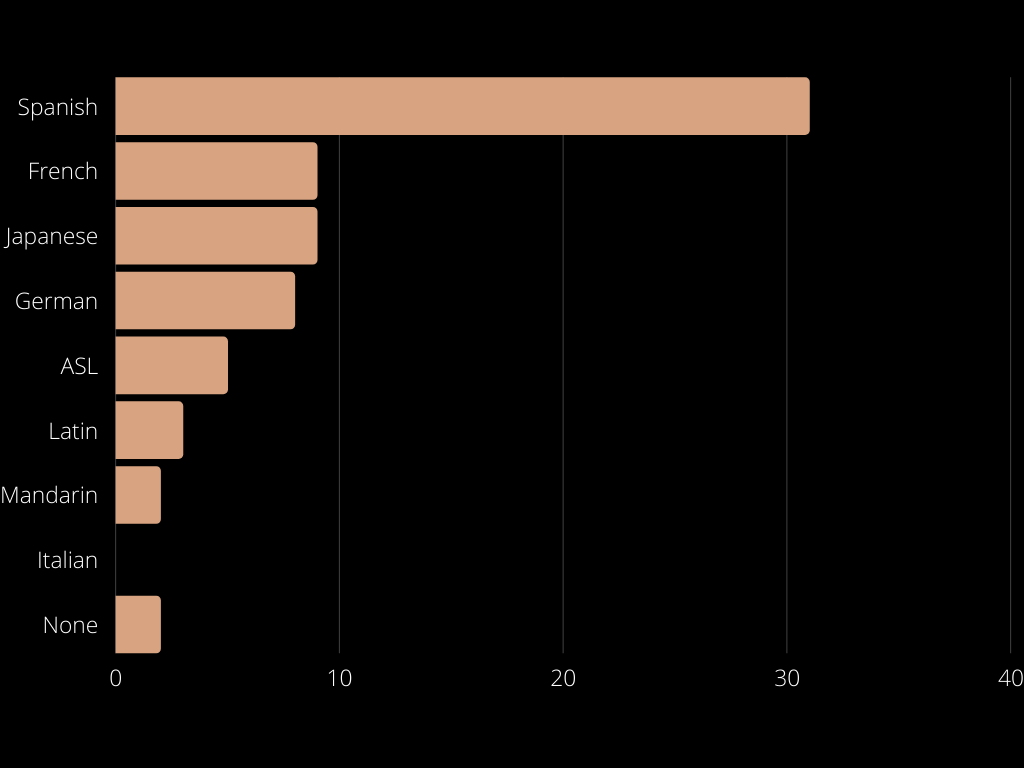 Spanish
French
Japanese
German
ASL
Latin
Mandarin
Italian
None
0 10 20 30 40